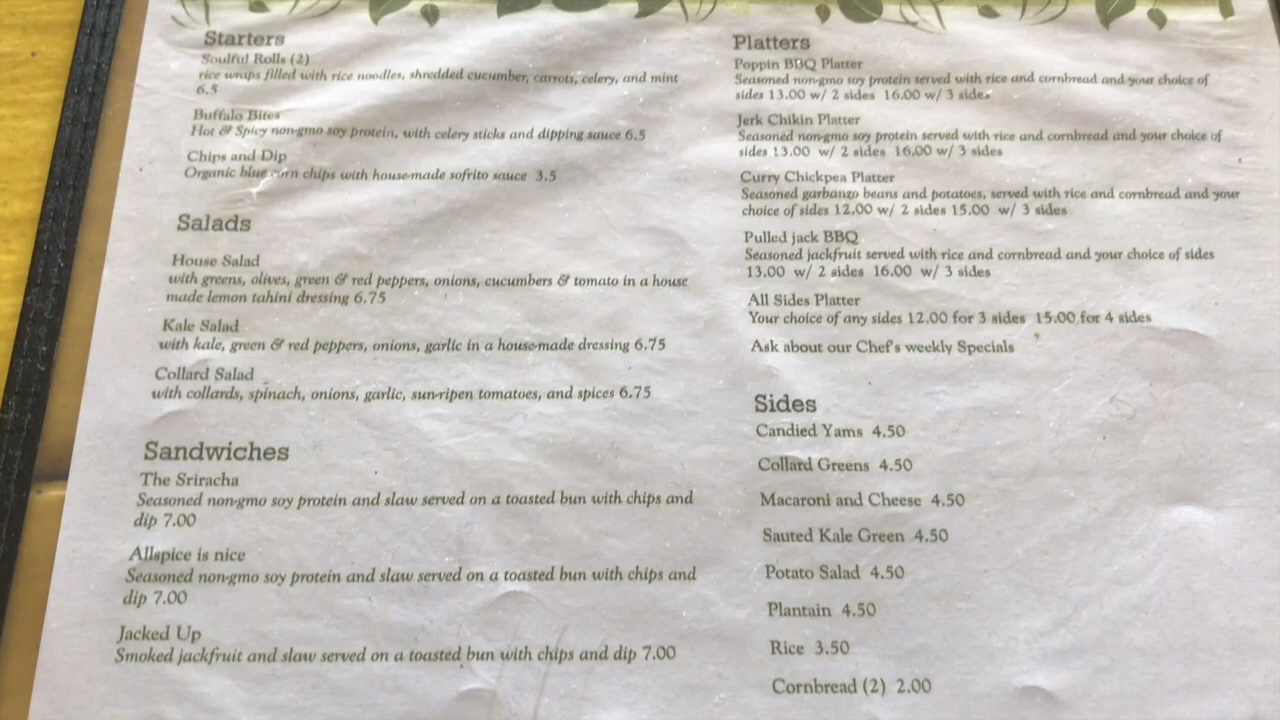 Starters
Soulful Rolls (2)
rice wraps filled with rice noodles, shredded cucumber, carrots, celery, and mint
6.5
Buffalo Bites
Hot & Spicy non-gmo soy protein, with celery sticks and dipping sauce 6.5
Chips and Dip
Organic blue corn chips with house-made sofrito sauce 3.5
Salads
House Salad
with greens, olives, green & red peppers, onions, cucumbers & tomato in a house
made lemon tahini dressing 6.75
Kale Salad
with kale, green & red peppers, onions, garlic in a house-made dressing 6.75
Collard Salad
with collards, spinach, onions, garlic, sun-ripen tomatoes, and spices 6.75
Sandwiches
The Sriracha
Seasoned non-gmo soy protein and slaw served on a toasted bun with chips and
dip 7.00
Allspice is nice
Seasoned non-gmo soy protein and slaw served on a toasted bun with chips and
dip 7.00
Jacked Up
Smoked jackfruit and slaw served on a toasted bun with chips and dip 7.00
Platters
Poppin BBQ Platter
Seasoned non-gmo soy protein served with rice and cornbread and your choice of
sides 13.00 w/ 2 sides 16.00 w/ 3 sides
Jerk Chikin Platter
Seasoned non-gmo soy protein served with rice and cornbread and your choice of
sides 13.00 w/ 2 sides 16.00 w/ 3 sides
Curry Chickpea Platter
Seasoned garbanzo beans and potatoes, served with rice and cornbread and your
choice of sides 12.00 w/ 2 sides 15.00 w/ 3 sides
Pulled jack BBQ
Seasoned jackfruit served with rice and cornbread and your choice of sides
13.00 w/ 2 sides 16.00 w/ 3 sides
All Sides Platter
Your choice of any sides 12.00 for 3 sides 15.00 for 4 sides
Ask about our Chef's weekly Specials
Sides
Candied Yams 4.50
Collard Greens 4.50
Macaroni and Cheese 4.50
Sauted Kale Green 4.50
Potato Salad 4.50
Plantain 4.50
Rice 3.50
Cornbread (2) 2.00